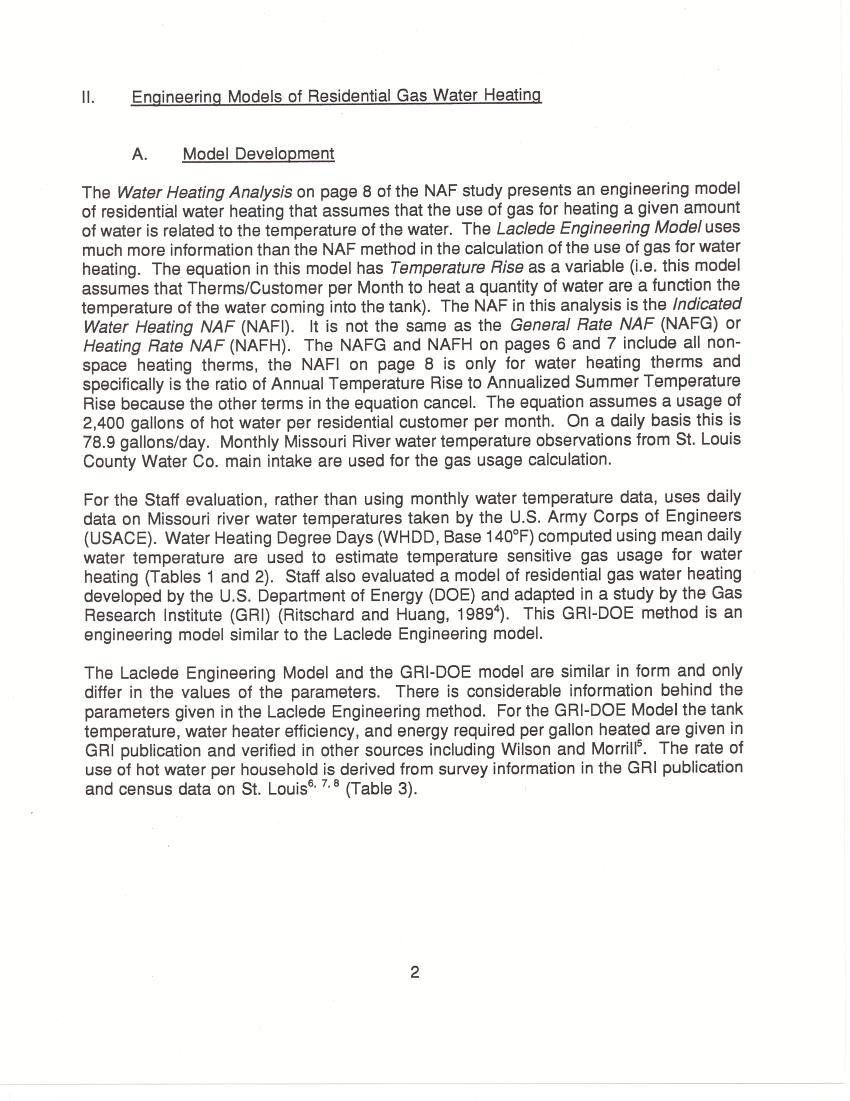 II. Engineering Models of Residential Gas Water Heating
A. Model Development
The Water Heating Analysis on page 8 of the NAF study presents an engineering model
of residential water heating that assumes that the use of gas for heating a given amount
of water is related to the temperature of the water. The Laclede Engineering Model uses
much more information than the NAF method in the calculation of the use of gas for water
heating. The equation in this model has Temperature Rise as a variable (i.e. this model
assumes that Therms/Customer per Month to heat a quantity of water are a function the
temperature of the water coming into the tank). The NAF in this analysis is the Indicated
Water Heating NAF (NAFI). It is not the same as the General Rate NAF (NAFG) or
Heating Rate NAF (NAFH). The NAFG and NAFH on pages 6 and 7 include all non-
space heating therms, the NAFI on page 8 is only for water heating therms and
specifically is the ratio of Annual Temperature Rise to Annualized Summer Temperature
Rise because the other terms in the equation cancel. The equation assumes a usage of
2,400 gallons of hot water per residential customer per month. On a daily basis this is
78.9 gallons/day. Monthly Missouri River water temperature observations from St. Louis
County Water Co. main intake are used for the gas usage calculation.
For the Staff evaluation, rather than using monthly water temperature data, uses daily
data on Missouri river water temperatures taken by the U.S. Army Corps of Engineers
(USACE). Water Heating Degree Days (WHDD, Base 140°F) computed using mean daily
water temperature are used to estimate temperature sensitive gas usage for water
heating (Tables 1 and 2). Staff also evaluated a model of residential gas water heating
developed by the U.S. Department of Energy (DOE) and adapted in a study by the Gas
Research Institute (GRI) (Ritschard and Huang, 1989⁴). This GRI-DOE method is an
engineering model similar to the Laclede Engineering model.
The Laclede Engineering Model and the GRI-DOE model are similar in form and only
differ in the values of the parameters. There is considerable information behind the
parameters given in the Laclede Engineering method. For the GRI-DOE Model the tank
temperature, water heater efficiency, and energy required per gallon heated are given in
GRI publication and verified in other sources including Wilson and Morrill⁵. The rate of
use of hot water per household is derived from survey information in the GRI publication
and census data on St. Louis⁶, ⁷, ⁸ (Table 3).
2